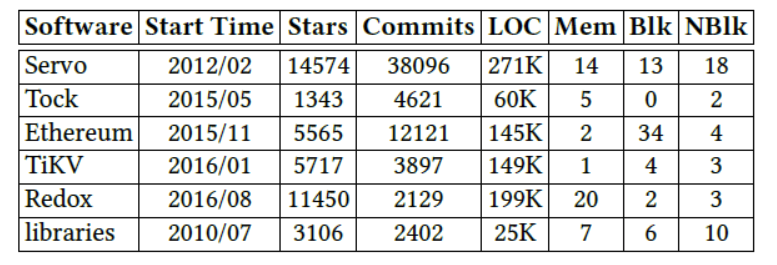 Software Start Time Stars Commits LOC Mem Blk NBlk
Servo 2012/02 14574 38096 271K 14 13 18
Tock 2015/05 1343 4621 60K 5 0 2
Ethereum 2015/11 5565 12121 145K 2 34 4
TiKV 2016/01 5717 3897 149K 1 4 3
Redox 2016/08 11450 2129 199K 20 2 3
libraries 2010/07 3106 2402 25K 7 6 10